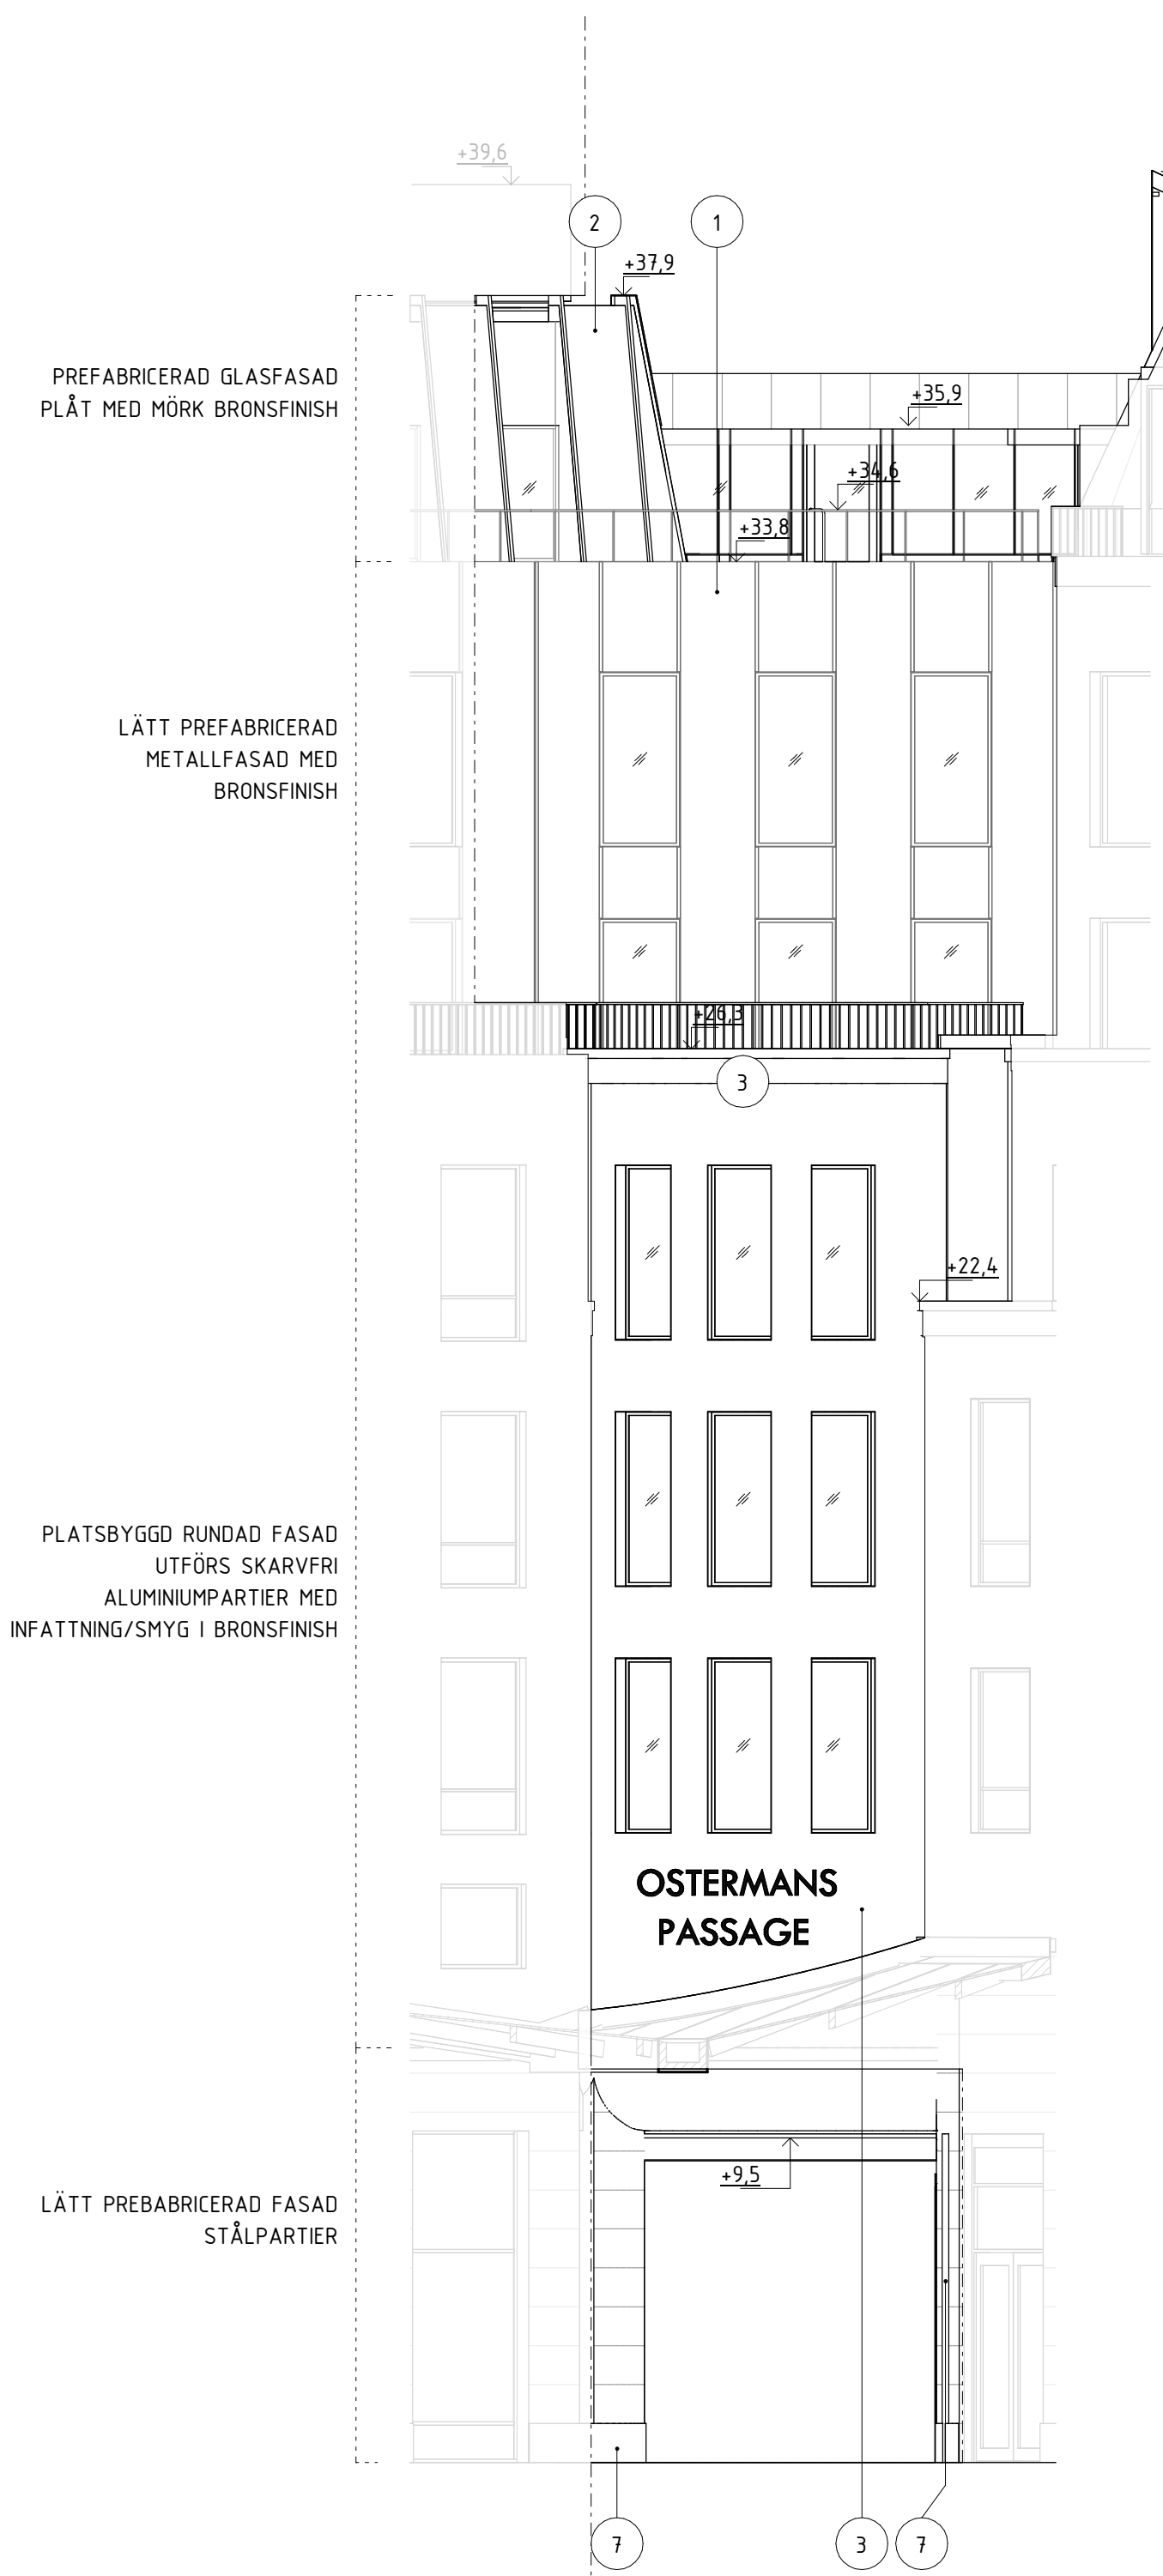 +39,6
2
1
+37,9
PREFABRICERAD GLASFASAD
PLÅT MED MÖRK BRONSFINISH
+35,9
+34,6
+33,8
LÄTT PREFABRICERAD
METALLFASAD MED
BRONSFINISH
+26,3
3
+22,4
PLATSBYGGD RUNDAD FASAD
UTFÖRS SKARVFRI
ALUMINIUMPARTIER MED
INFATTNING/SMYG I BRONSFINISH
OSTERMANS
PASSAGE
+9,5
LÄTT PREBABRICERAD FASAD
STÅLPARTIER
7
3
7